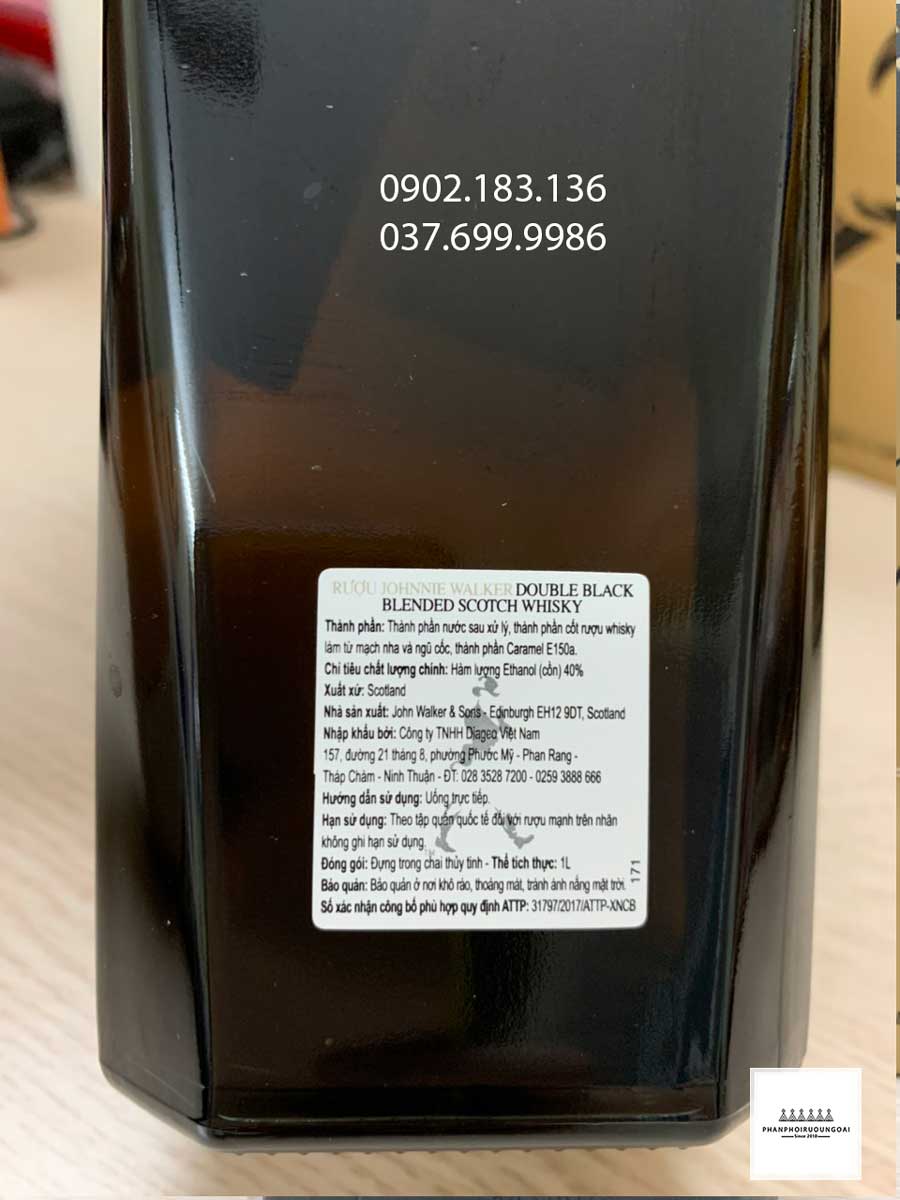 0902.183.136
037.699.9986
RƯỢU JOHNNIE WALKER DOUBLE BLACK
BLENDED SCOTCH WHISKY
Thành phần: Thành phần nước sau xử lý, thành phần cốt rượu whisky
làm từ mạch nha và ngũ cốc, thành phần Caramel E150a.
Chỉ tiêu chất lượng chính: Hàm lượng Ethanol (cồn) 40%
Xuất xứ: Scotland
Nhà sản xuất: John Walker & Sons - Edinburgh EH12 9DT, Scotland
Nhập khẩu bởi: Công ty TNHH Diageo Việt Nam
157, đường 21 tháng 8, phường Phước Mỹ - Phan Rang -
Tháp Chàm - Ninh Thuận - ĐT: 028 3528 7200 - 0259 3888 666
Hướng dẫn sử dụng: Uống trực tiếp.
Hạn sử dụng: Theo tập quán quốc tế đối với rượu mạnh trên nhãn
không ghi hạn sử dụng.
TM
Đóng gói: Đựng trong chai thủy tinh - Thể tích thực: 1L
171
Bảo quản: Bảo quản ở nơi khô ráo, thoáng mát, tránh ánh nắng mặt trời.
Số xác nhận công bố phù hợp quy định ATTP: 31797/2017/ATTP-XNCB
PHANPHOIRUOUNGOAI
Since 2018